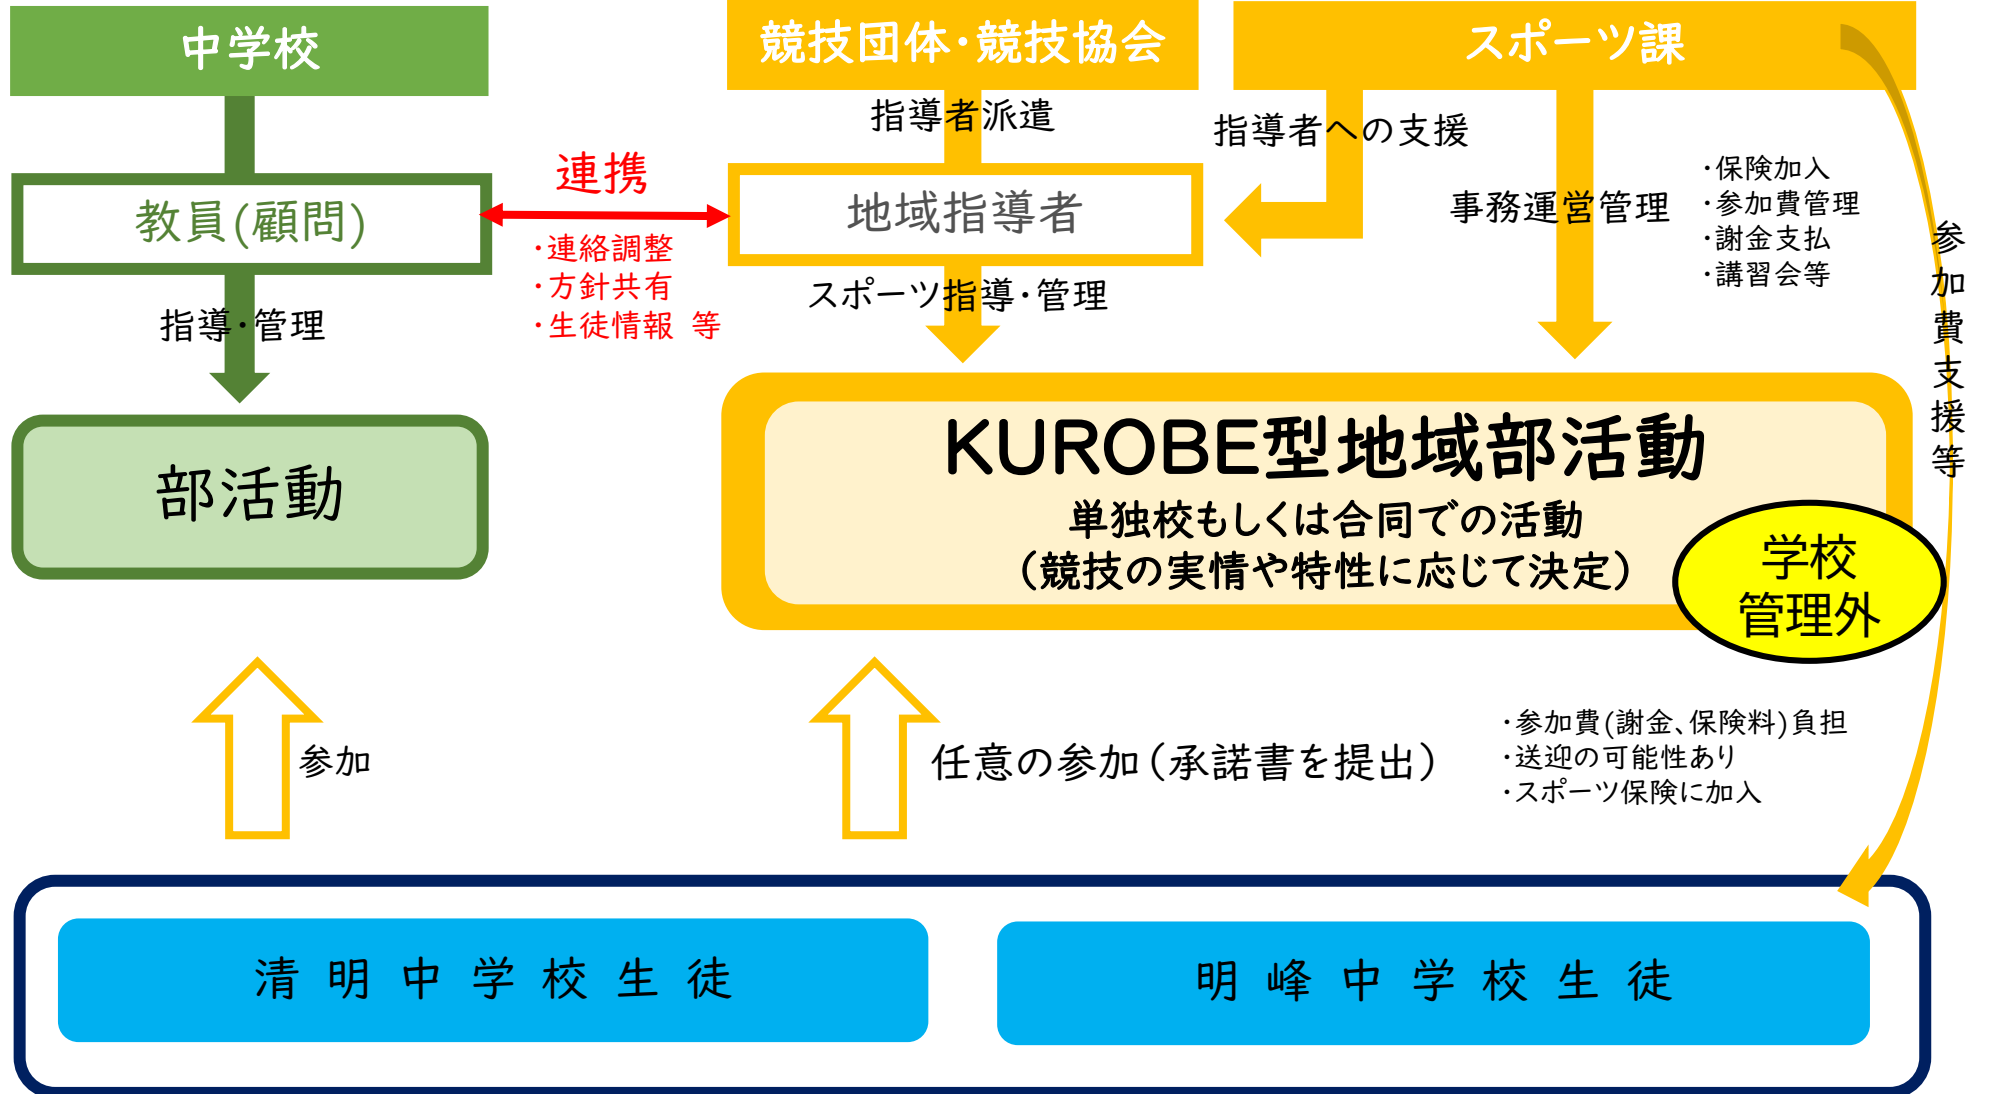 中学校
競技団体・競技協会
スポーツ課
指導者派遣
指導者への支援
連携
教員(顧問)
地域指導者
事務運営管理
・保険加入
・参加費管理
・謝金支払
・講習会等
・連絡調整
・方針共有
・生徒情報 等
指導・管理
スポーツ指導・管理
参加費支援等
部活動
KUROBE型地域部活動
単独校もしくは合同での活動
（競技の実情や特性に応じて決定）
学校
管理外
参加
任意の参加（承諾書を提出）
・参加費(謝金、保険料)負担
・送迎の可能性あり
・スポーツ保険に加入
清明中学校生徒
明峰中学校生徒